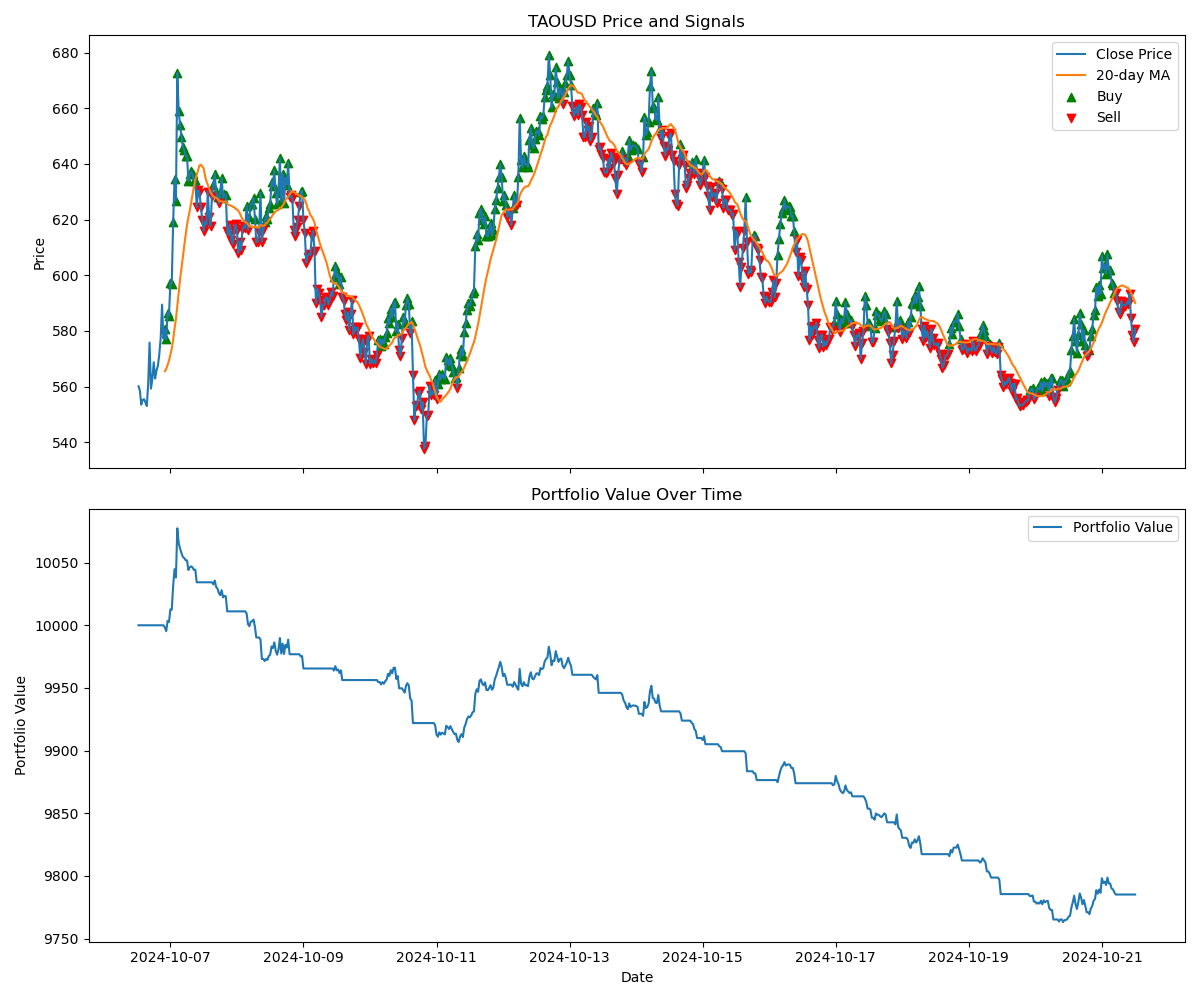 TAOUSD Price and Signals
Price
680
660
640
620
600
580
560
540
Close Price
20-day MA
Buy
Sell
Portfolio Value Over Time
Portfolio Value
10050
10000
9950
9900
9850
9800
9750
Portfolio Value
2024-10-07
2024-10-09
2024-10-11
2024-10-13
2024-10-15
2024-10-17
2024-10-19
2024-10-21
Date